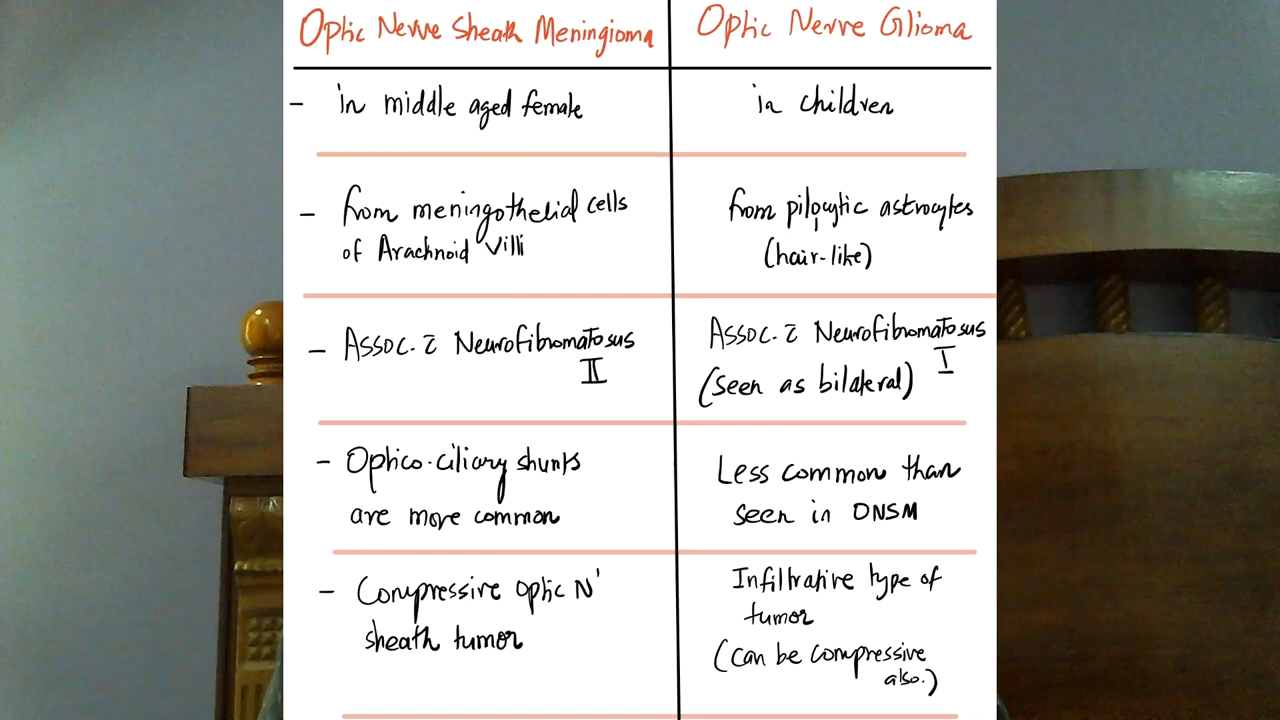 Optic Nerve Sheath Meningioma
Optic Nerve Glioma
- in middle aged female
in children
- from meningothelial cells
of Arachnoid Villi
from pilocytic astrocytes
(hair-like)
- Assoc. c̄ Neurofibromatosus
II
Assoc. c̄ Neurofibromatosus
I
(seen as bilateral)
- Optico-ciliary shunts
are more common
Less common than
seen in ONSM
- Compressive Optic N'
sheath tumor
Infiltrative type of
tumor
(can be compressive
also.)